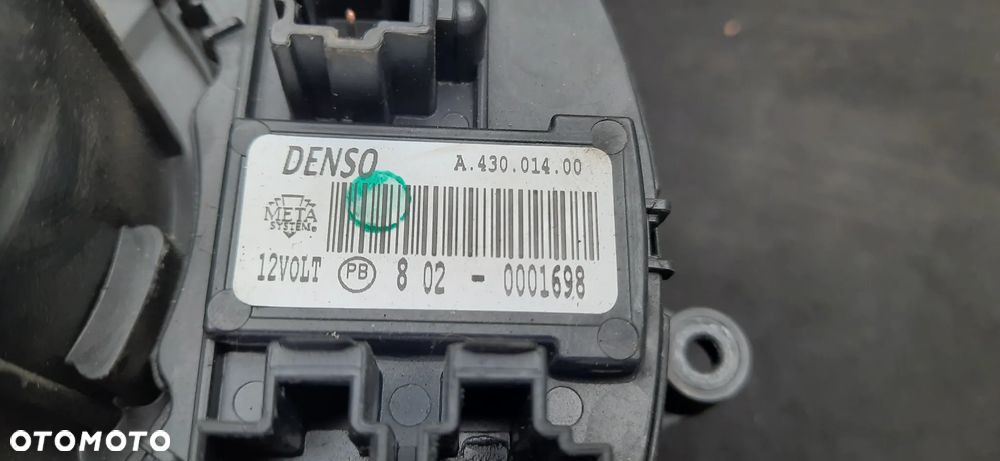 DENSO A.430.014.00
META
SYSTEM®
12VOLT PB 8 02 - 0001698
OTOMOTO